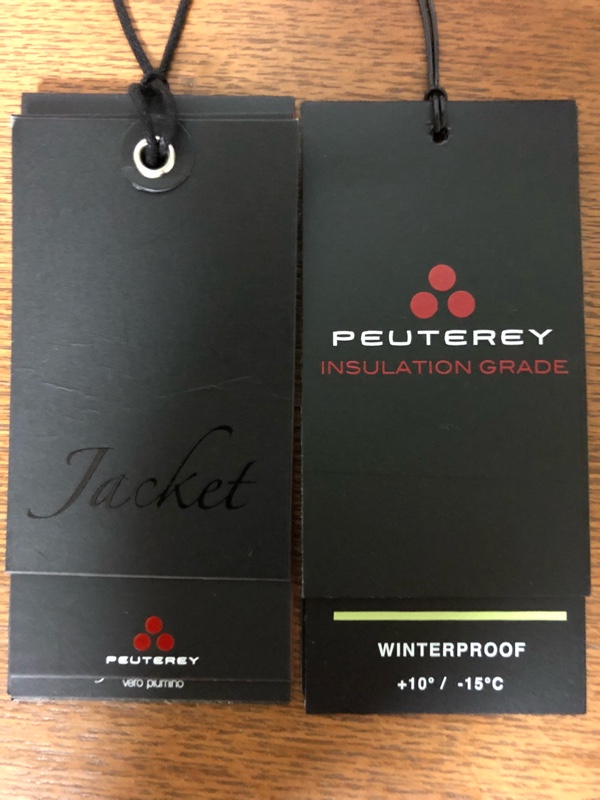 Jacket
PEUTEREY
vero piumino
PEUTEREY
INSULATION GRADE
WINTERPROOF
+10° / -15°C